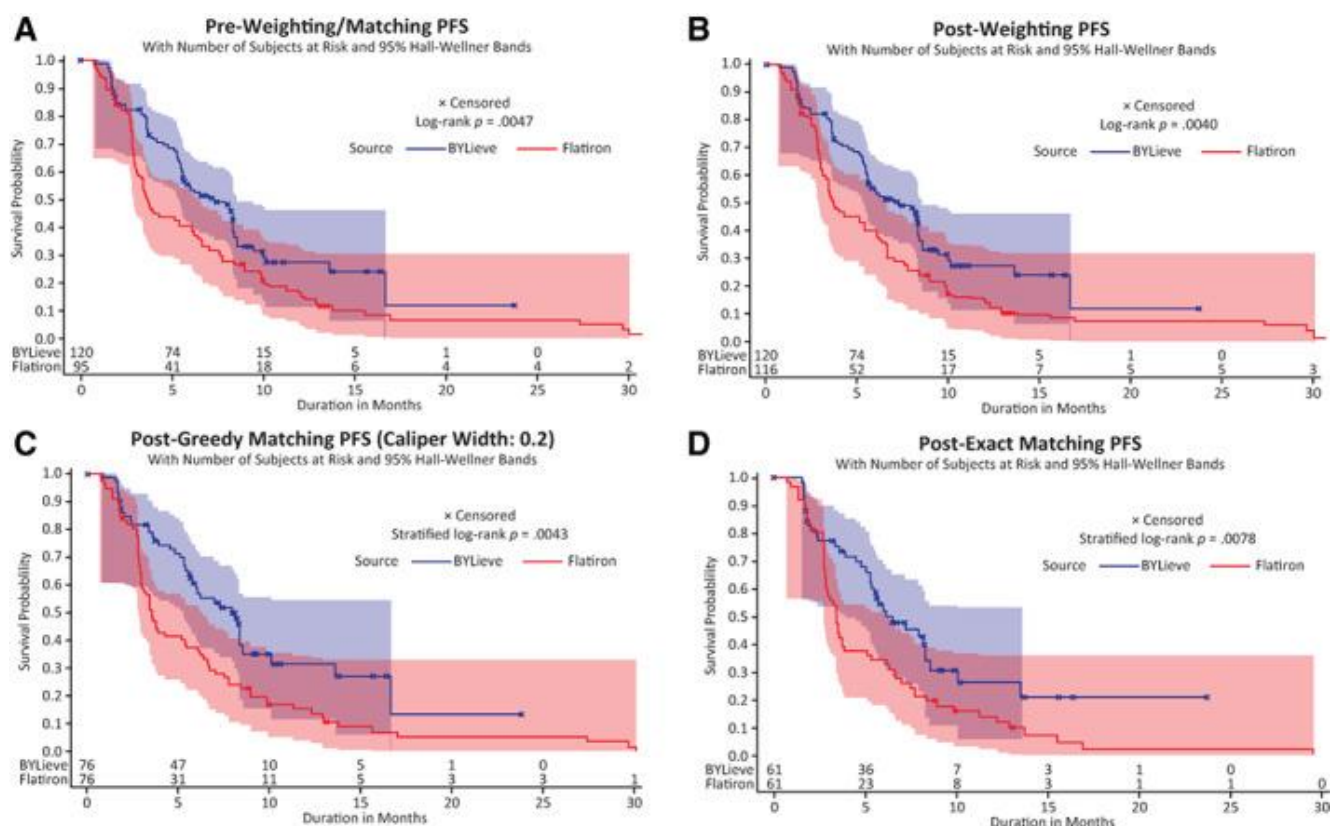 A
Pre-Weighting/Matching PFS
With Number of Subjects at Risk and 95% Hall-Wellner Bands
× Censored
Log-rank p = .0047
Source BYLieve Flatiron
Survival Probability
1.0
0.9
0.8
0.7
0.6
0.5
0.4
0.3
0.2
0.1
0.0
BYLieve 120 74 15 5 1 0
Flatiron 95 41 18 6 4 4 2
0 5 10 15 20 25 30
Duration in Months
B
Post-Weighting PFS
With Number of Subjects at Risk and 95% Hall-Wellner Bands
× Censored
Log-rank p = .0040
Source BYLieve Flatiron
Survival Probability
1.0
0.9
0.8
0.7
0.6
0.5
0.4
0.3
0.2
0.1
0.0
BYLieve 120 74 15 5 1 0
Flatiron 116 52 17 7 5 5 3
0 5 10 15 20 25 30
Duration in Months
C
Post-Greedy Matching PFS (Caliper Width: 0.2)
With Number of Subjects at Risk and 95% Hall-Wellner Bands
× Censored
Stratified log-rank p = .0043
Source BYLieve Flatiron
Survival Probability
1.0
0.9
0.8
0.7
0.6
0.5
0.4
0.3
0.2
0.1
0.0
BYLieve 76 47 10 5 1 0
Flatiron 76 31 11 5 3 3 1
0 5 10 15 20 25 30
Duration in Months
D
Post-Exact Matching PFS
With Number of Subjects at Risk and 95% Hall-Wellner Bands
× Censored
Stratified log-rank p = .0078
Source BYLieve Flatiron
Survival Probability
1.0
0.9
0.8
0.7
0.6
0.5
0.4
0.3
0.2
0.1
0.0
BYLieve 61 36 7 3 1 0
Flatiron 61 23 8 3 1 1 0
0 5 10 15 20 25 30
Duration in Months